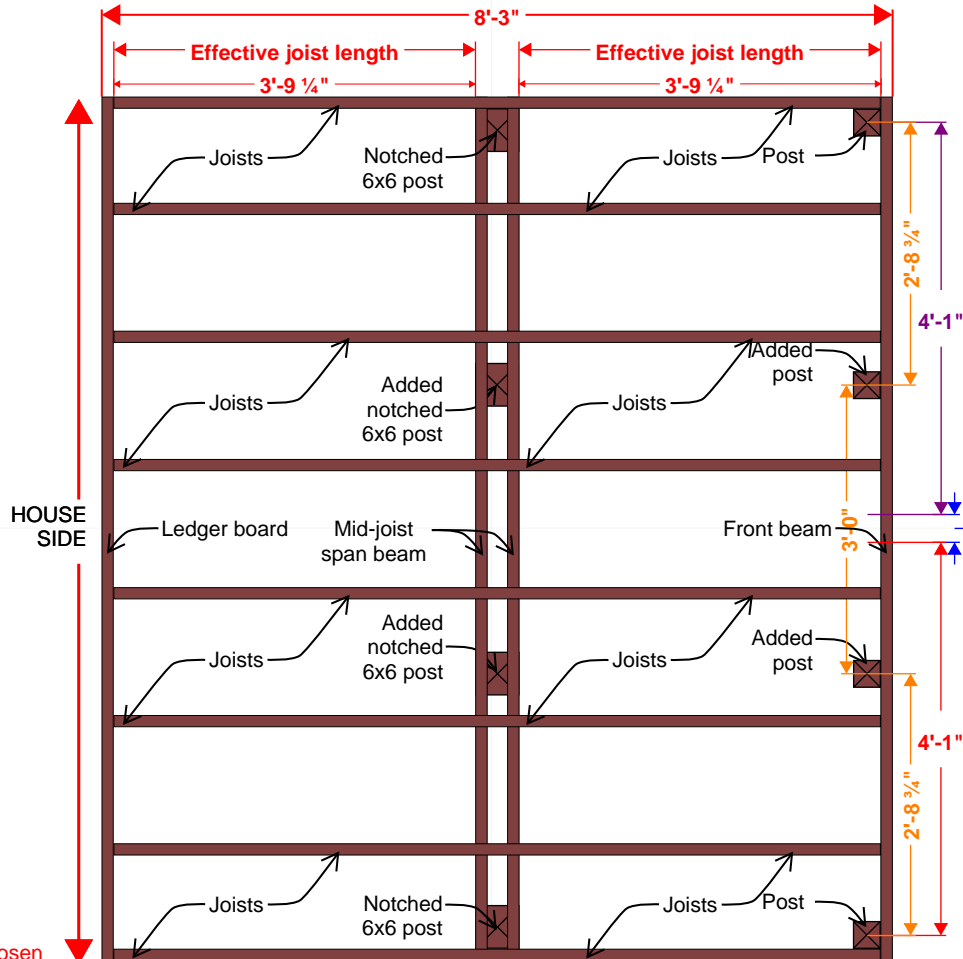 8'-3"
Effective joist length
Effective joist length
3'-9 ¼"
3'-9 ¼"
Joists
Notched
6x6 post
Joists
Post
2'-8 ¾"
4'-1"
Joists
Added
notched
6x6 post
Joists
Added
post
HOUSE
SIDE
Ledger board
Mid-joist
span beam
Front beam
3'-0"
Joists
Added
notched
6x6 post
Joists
Added
post
4'-1"
2'-8 ¾"
Joists
Notched
6x6 post
Joists
Post
osen